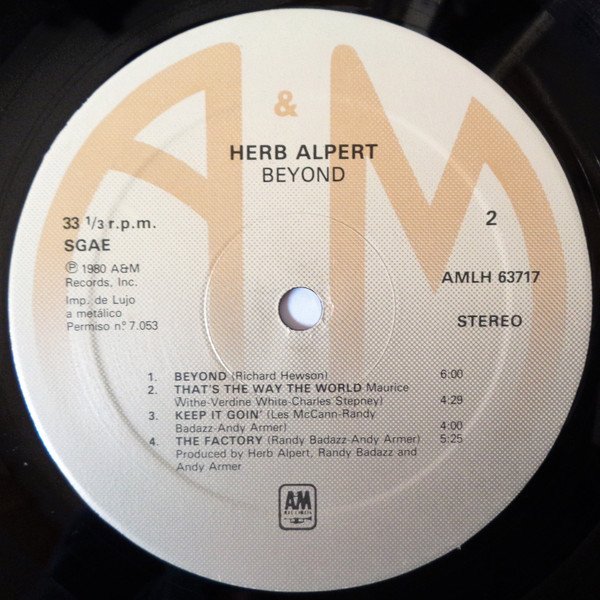 A & M
HERB ALPERT
BEYOND
33 1/3 r.p.m.
SGAE
2
℗ 1980 A&M
Records, Inc.
Imp. de Lujo
a metálico
Permiso n.º 7.053
AMLH 63717
STEREO
1. BEYOND (Richard Hewson) 6:00
2. THAT'S THE WAY THE WORLD Maurice
Withe-Verdine White-Charles Stepney) 4:29
3. KEEP IT GOIN' (Les McCann-Randy
Badazz-Andy Armer) 4:00
4. THE FACTORY (Randy Badazz-Andy Armer) 5:25
Produced by Herb Alpert, Randy Badazz and
Andy Armer
AM
RECORDS